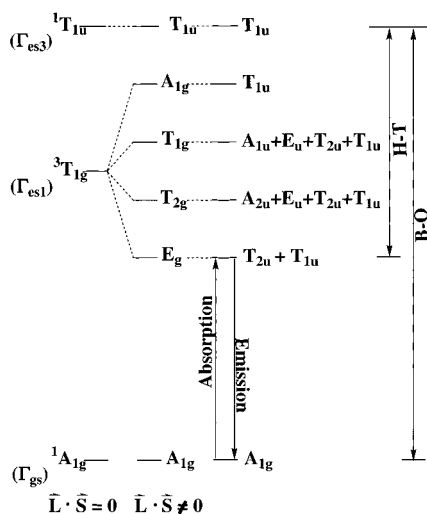 ¹T₁ᵤ T₁ᵤ T₁ᵤ
(Γₑₛ₃)
A₁g T₁ᵤ
T₁g A₁ᵤ+Eᵤ+T₂ᵤ+T₁ᵤ
³T₁g
(Γₑₛ₁)
T₂g A₂ᵤ+Eᵤ+T₂ᵤ+T₁ᵤ
E_g T₂ᵤ + T₁ᵤ
H-T
B-O
Absorption
Emission
¹A₁g A₁g A₁g
(Γgs)
L̄ · S̄ = 0 L̄ · S̄ ≠ 0